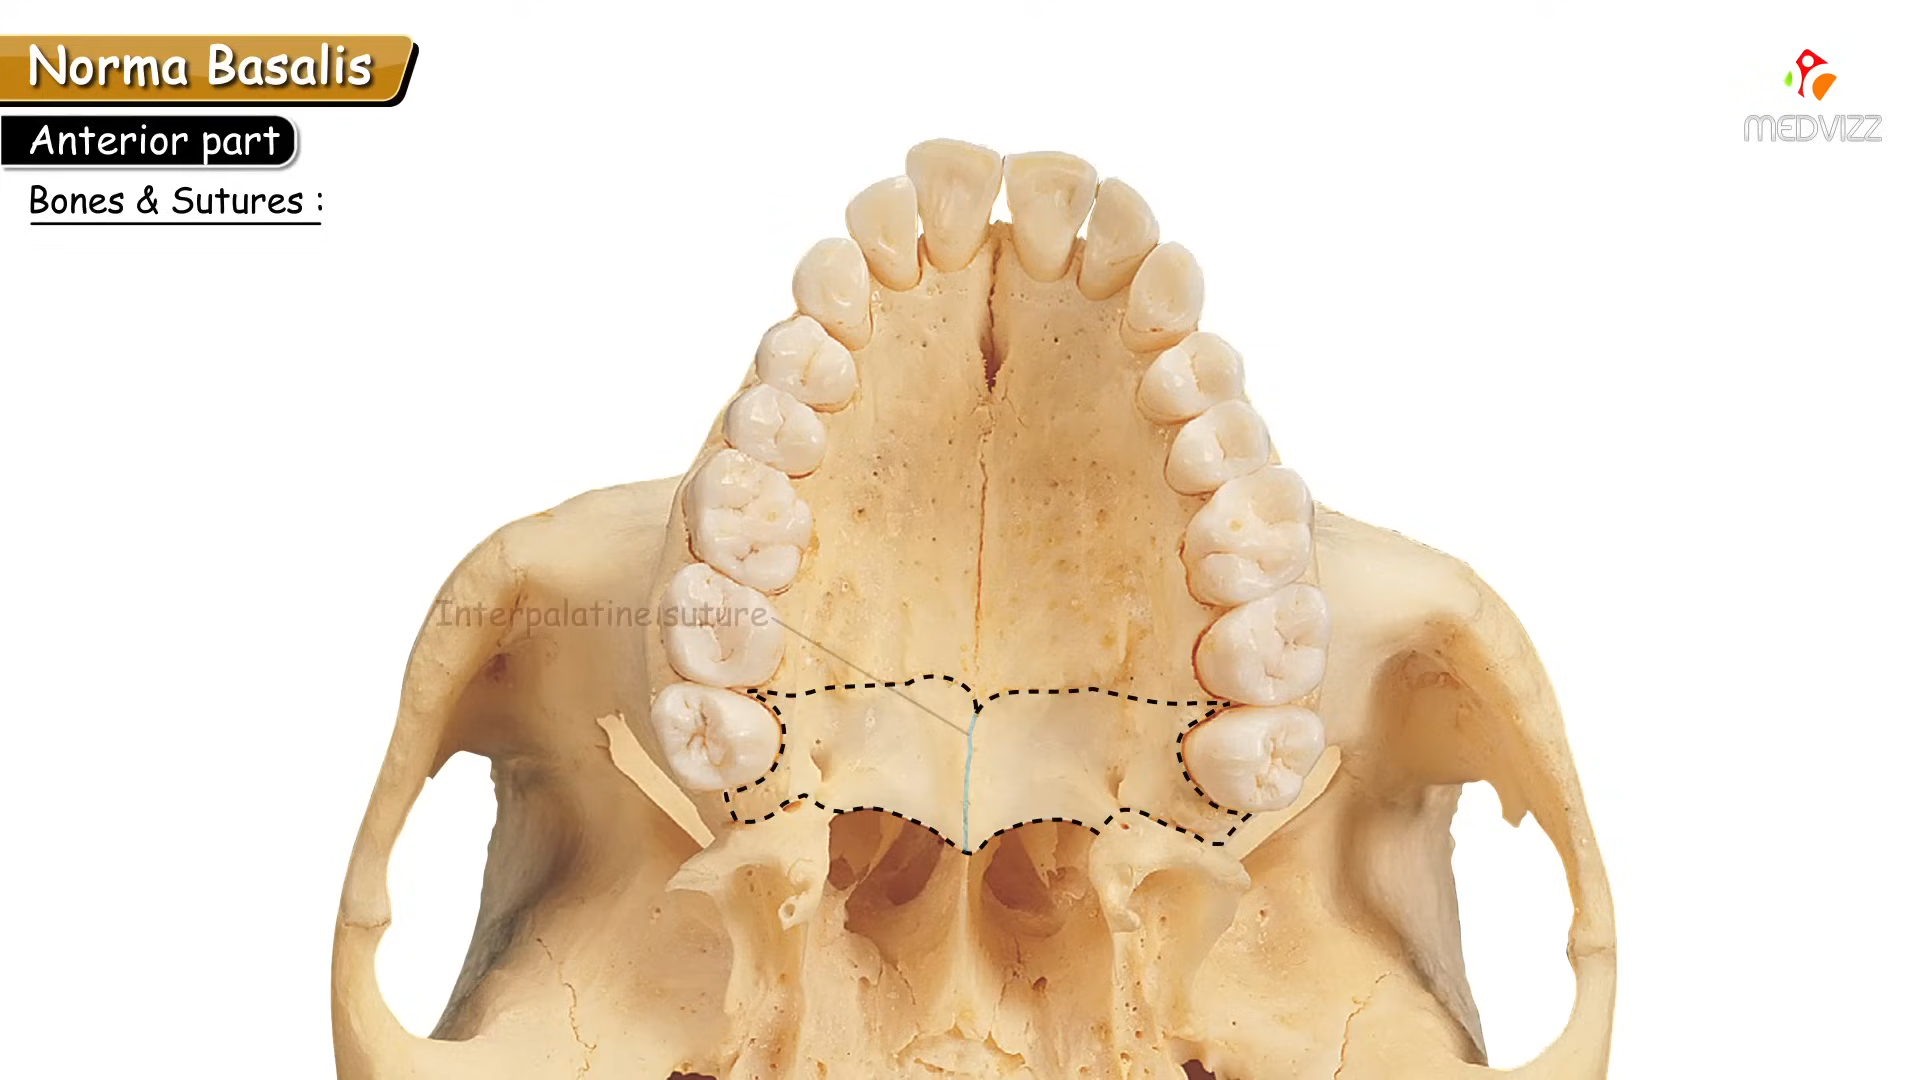 Norma Basalis
Anterior part
Bones & Sutures :
MEDVIZZ
Interpalatine suture